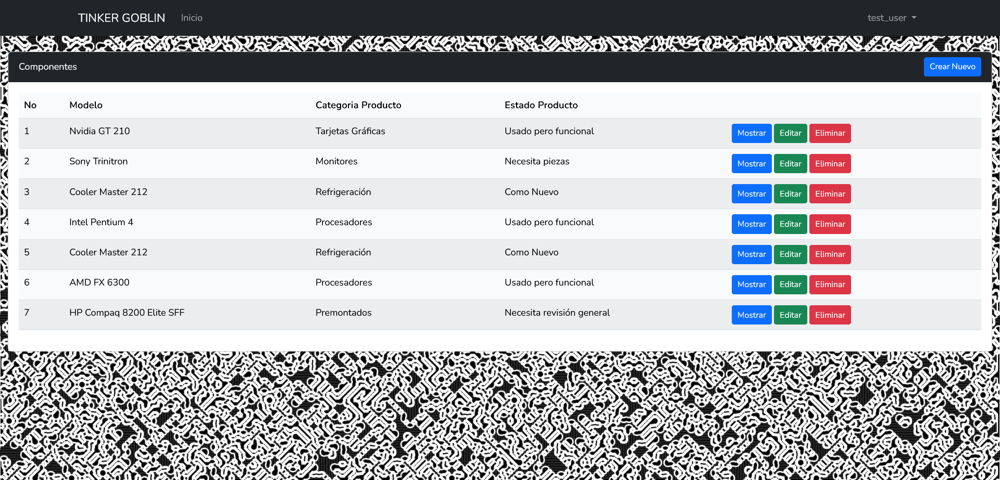 TINKER GOBLIN Inicio test_user
Componentes Crear Nuevo
No Modelo Categoria Producto Estado Producto
1 Nvidia GT 210 Tarjetas Gráficas Usado pero funcional Mostrar Editar Eliminar
2 Sony Trinitron Monitores Necesita piezas Mostrar Editar Eliminar
3 Cooler Master 212 Refrigeración Como Nuevo Mostrar Editar Eliminar
4 Intel Pentium 4 Procesadores Usado pero funcional Mostrar Editar Eliminar
5 Cooler Master 212 Refrigeración Como Nuevo Mostrar Editar Eliminar
6 AMD FX 6300 Procesadores Usado pero funcional Mostrar Editar Eliminar
7 HP Compaq 8200 Elite SFF Premontados Necesita revisión general Mostrar Editar Eliminar